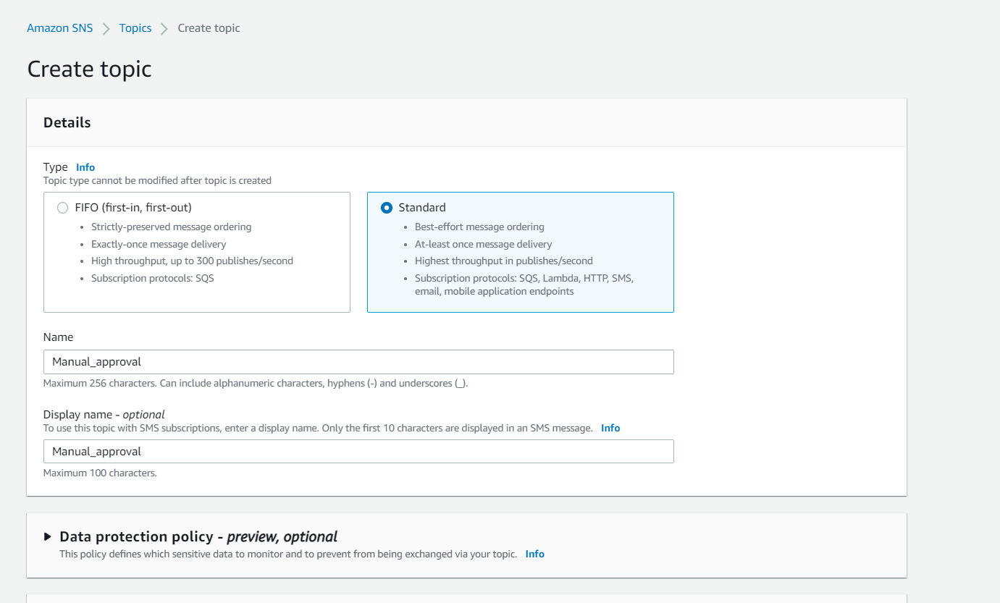 Amazon SNS > Topics > Create topic
Create topic
Details
Type Info
Topic type cannot be modified after topic is created
FIFO (first-in, first-out)
• Strictly-preserved message ordering
• Exactly-once message delivery
• High throughput, up to 300 publishes/second
• Subscription protocols: SQS
Standard
• Best-effort message ordering
• At-least once message delivery
• Highest throughput in publishes/second
• Subscription protocols: SQS, Lambda, HTTP, SMS,
email, mobile application endpoints
Name
Manual_approval
Maximum 256 characters. Can include alphanumeric characters, hyphens (-) and underscores (_).
Display name - optional
To use this topic with SMS subscriptions, enter a display name. Only the first 10 characters are displayed in an SMS message. Info
Manual_approval
Maximum 100 characters.
Data protection policy - preview, optional
This policy defines which sensitive data to monitor and to prevent from being exchanged via your topic. Info